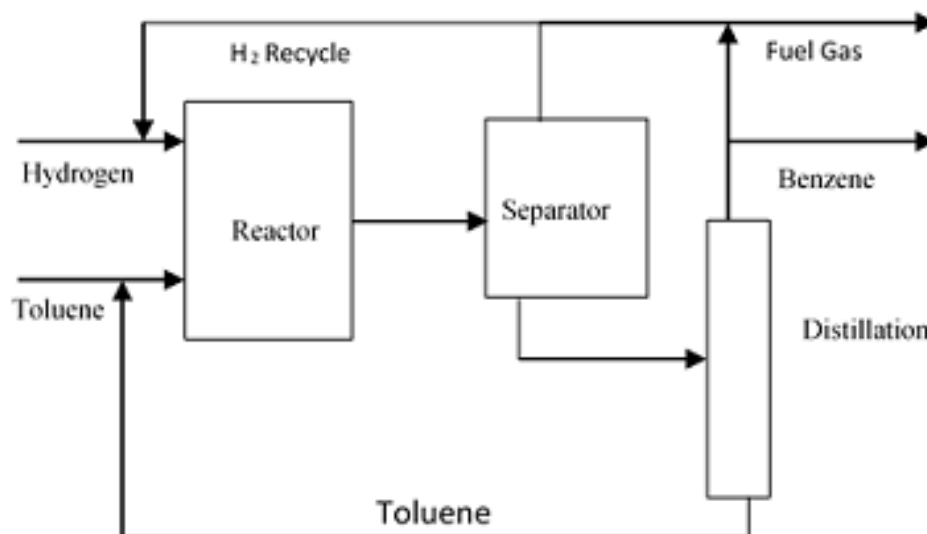 H₂ Recycle
Fuel Gas
Hydrogen
Benzene
Reactor
Separator
Toluene
Distillation
Toluene